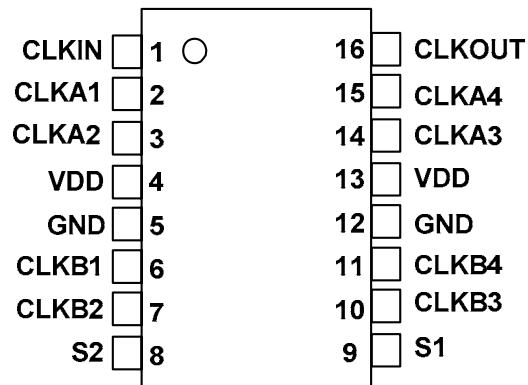 CLKIN 1 16 CLKOUT
CLKA1 2 15 CLKA4
CLKA2 3 14 CLKA3
VDD 4 13 VDD
GND 5 12 GND
CLKB1 6 11 CLKB4
CLKB2 7 10 CLKB3
S2 8 9 S1